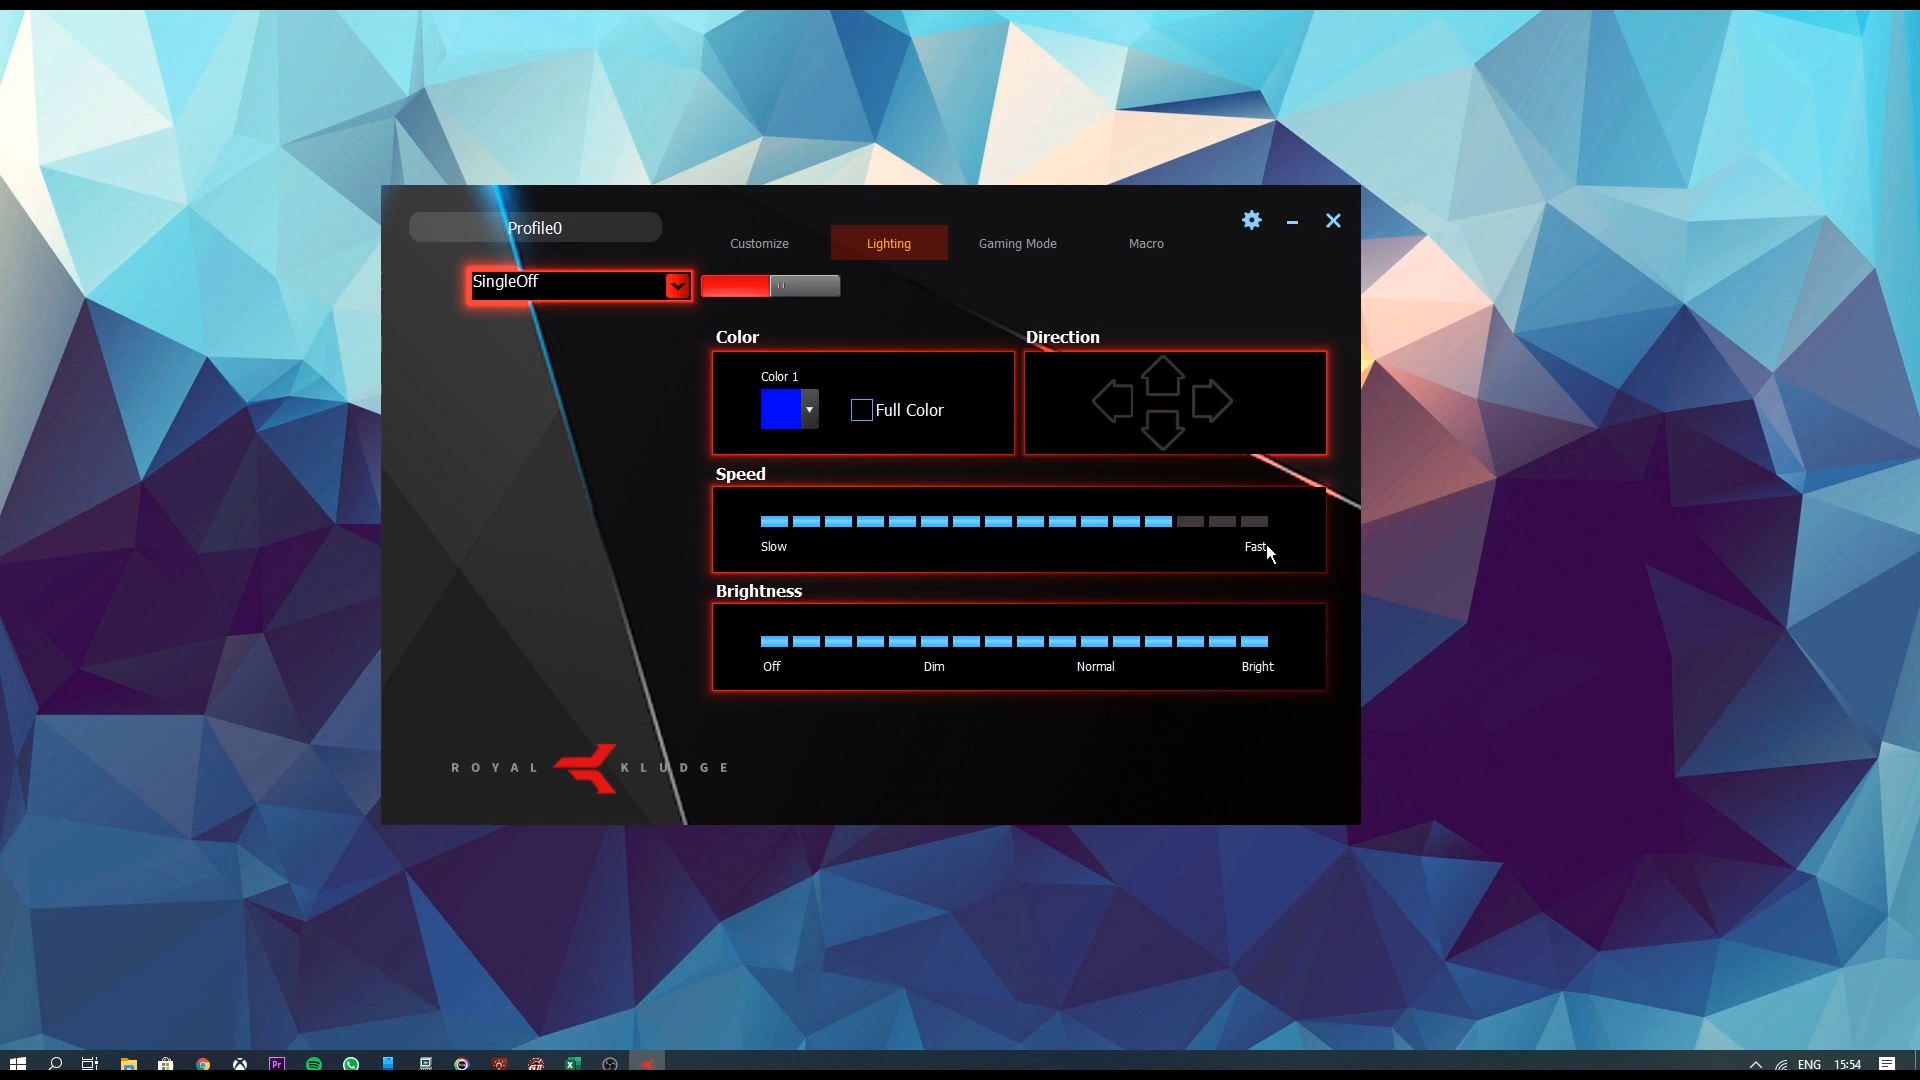 Profile0
Customize
Lighting
Gaming Mode
Macro
SingleOff
Color
Direction
Color 1
Full Color
Speed
Slow
Fast
Brightness
Off
Dim
Normal
Bright
ROYAL KLUDGE
Pr
ENG
15:54